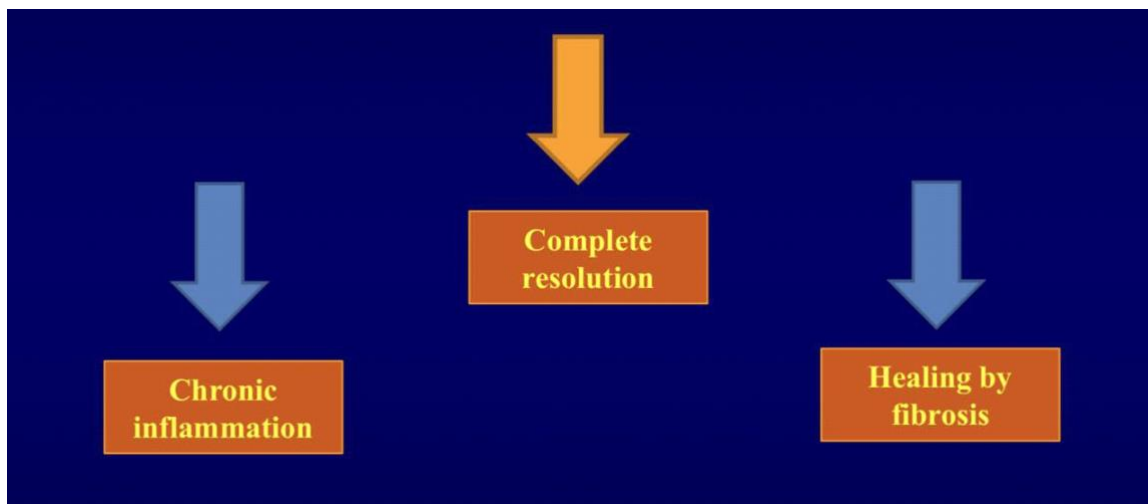 Complete
resolution
Chronic
inflammation
Healing by
fibrosis